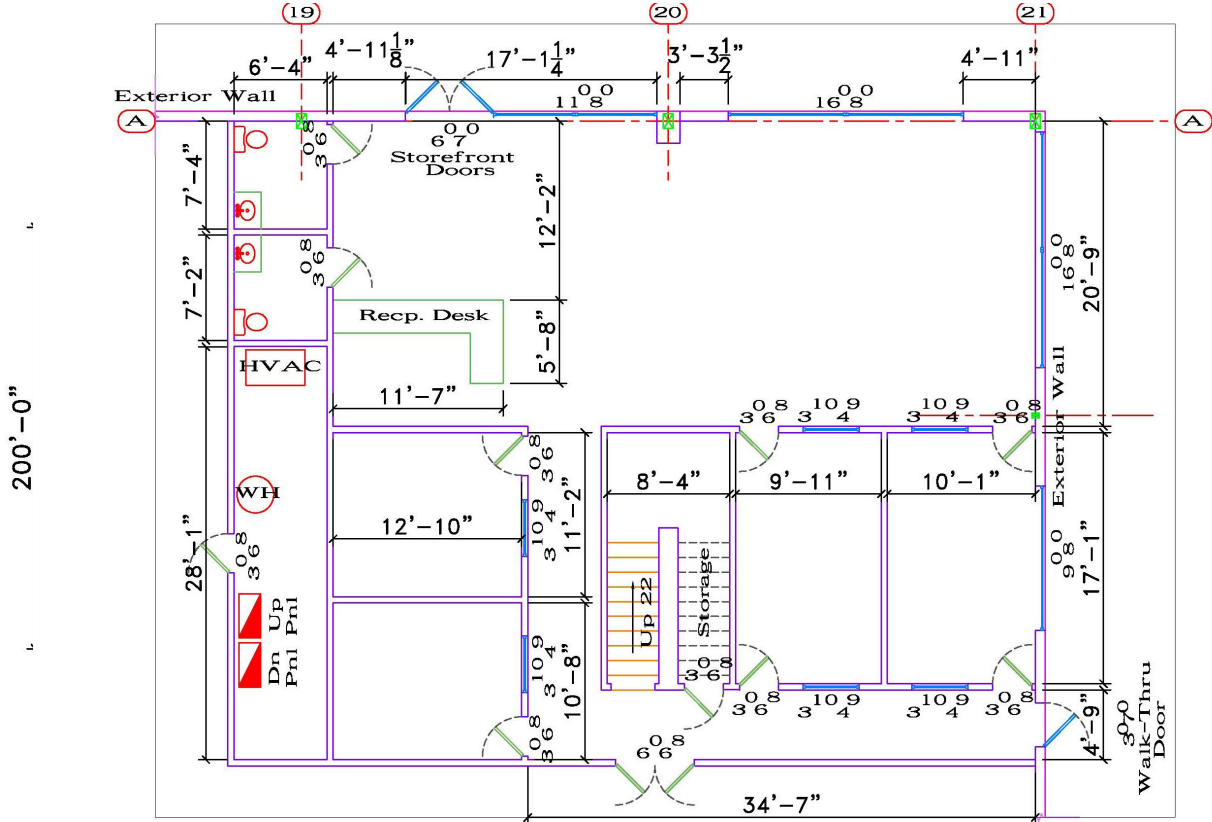 19
20
21
4'-11 1/8
17'-1 1/4
3'-3 1/2
4'-11"
6'-4"
Exterior Wall
11'8 0 0
16 8 0 0
A
A
3 0 6 8
6 0 7 0
Storefront
Doors
7'-4"
12'-2"
16 8 0 0
20'-9"
7'-2"
3 0 6 8
Recp. Desk
5'-8"
HVAC
11'-7"
Exterior Wall
200'-0"
3 0 6 8
3 10 4 9
3 10 4 9
3 0 6 8
3 0 6 8
WH
8'-4"
9'-11"
10'-1"
12'-10"
3 10 4 9
11'-2"
28'-1"
3 0 6 8
9 8 0 0
17'-1"
Up
Pnl
Dn
Pnl
Up 22
Storage
3 10 4 9
10'-8"
3 0 6 8
3 0 6 8
3 10 4 9
3 10 4 9
3 0 6 8
3 0 6 8
6 0 6 8
4'-9"
3 0 7 0
Walk-Thru
Door
34'-7"